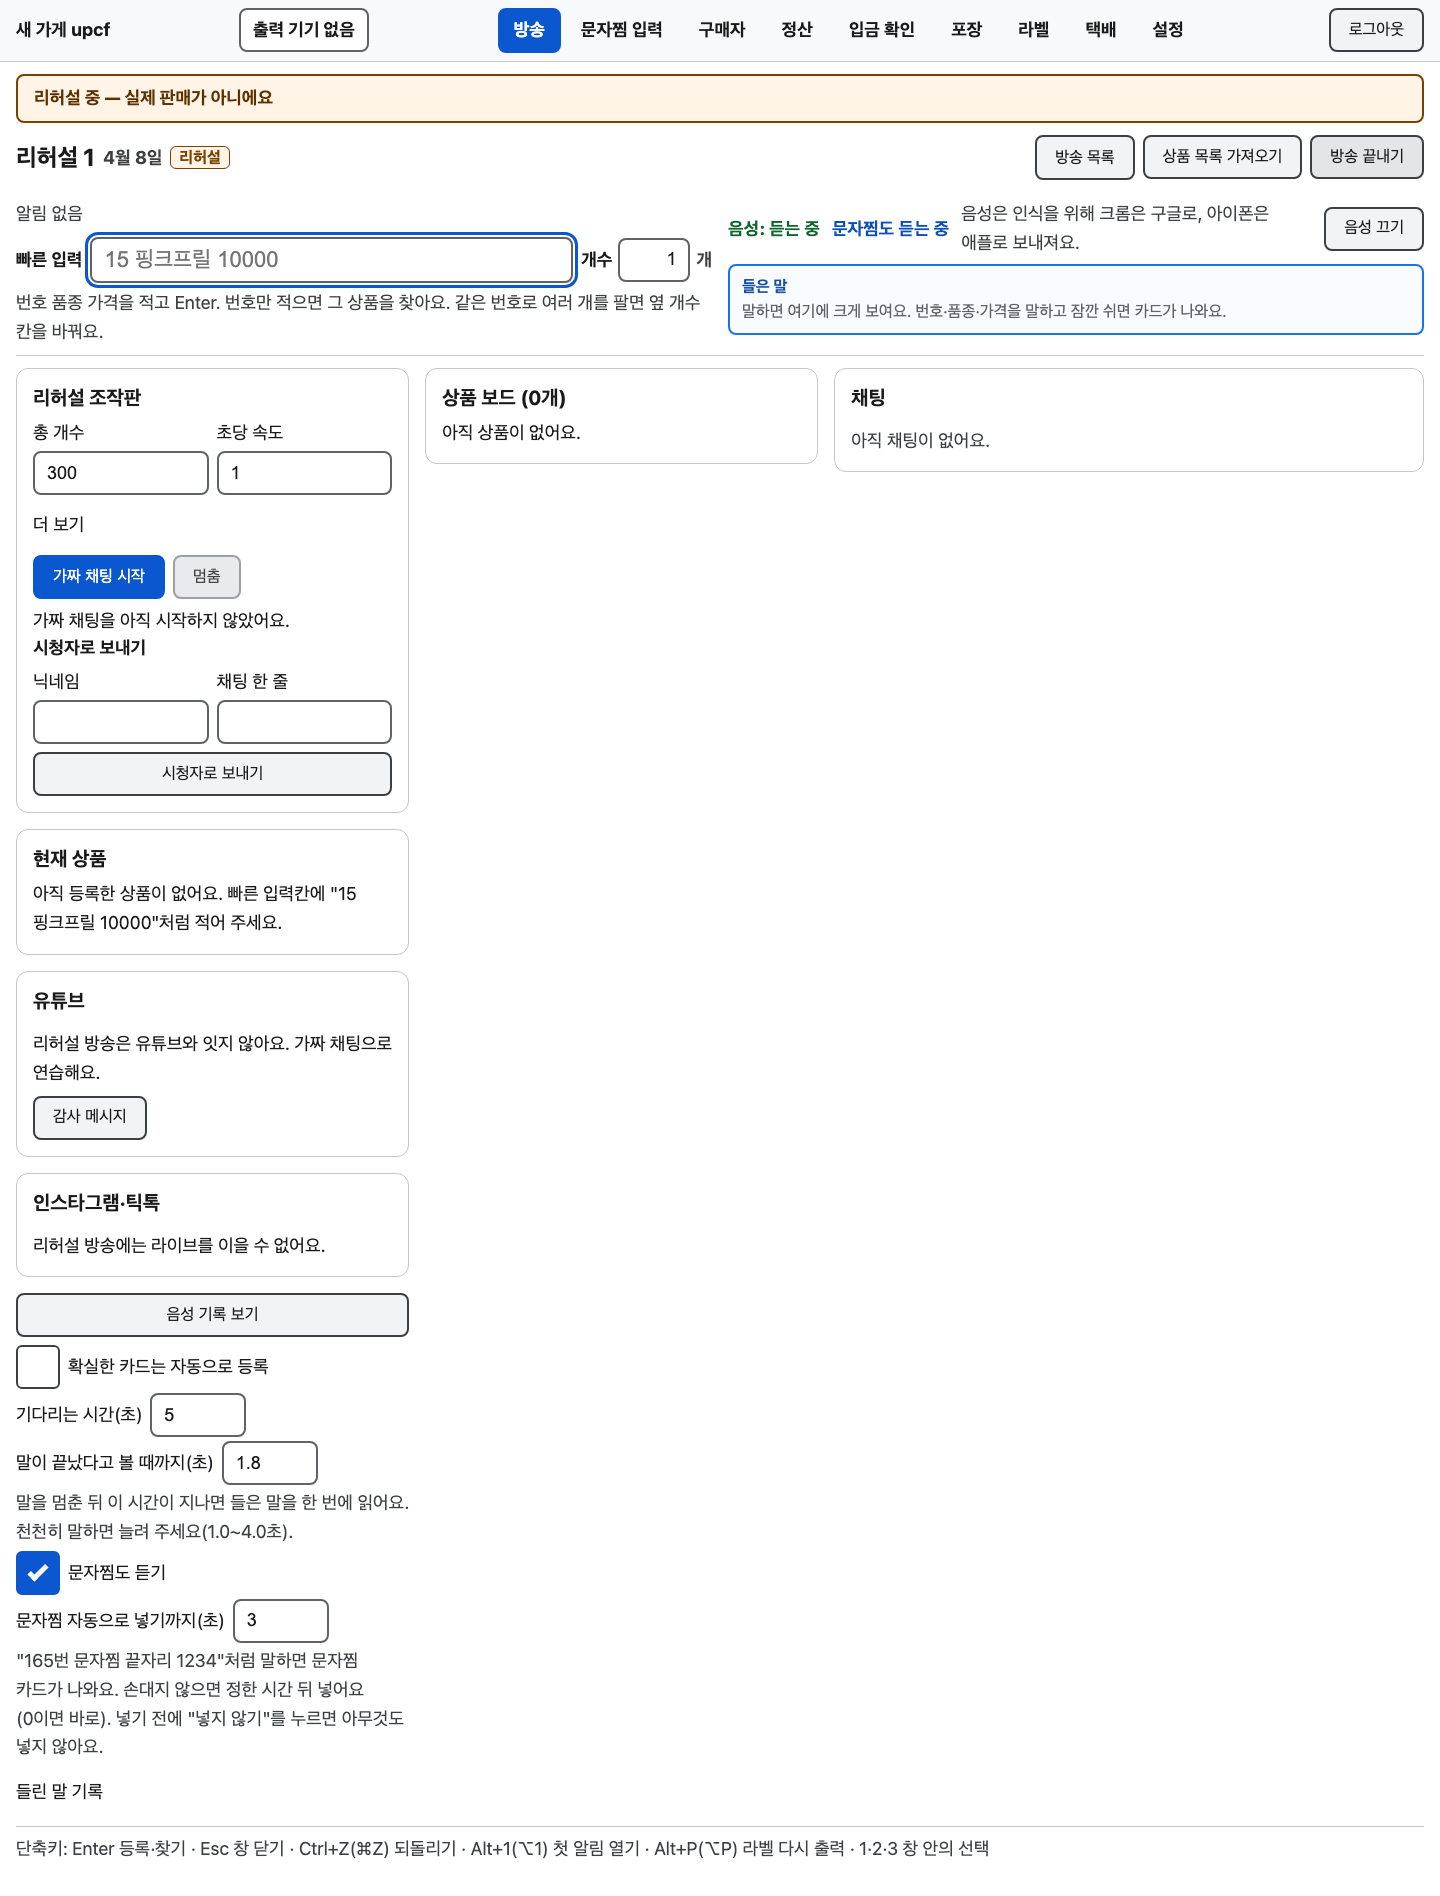 새 가게 upcf
출력 기기 없음
방송
문자찜 입력
구매자
정산
입금 확인
포장
라벨
택배
설정
로그아웃
리허설 중 — 실제 판매가 아니에요
리허설 1 4월 8일 리허설
방송 목록
상품 목록 가져오기
방송 끝내기
알림 없음
빠른 입력 15 핑크프릴 10000 개수 1 개
번호 품종 가격을 적고 Enter. 번호만 적으면 그 상품을 찾아요. 같은 번호로 여러 개를 팔면 옆 개수
칸을 바꿔요.
음성: 듣는 중 문자찜도 듣는 중
음성은 인식을 위해 크롬은 구글로, 아이폰은
애플로 보내져요.
음성 끄기
들은 말
말하면 여기에 크게 보여요. 번호·품종·가격을 말하고 잠깐 쉬면 카드가 나와요.
리허설 조작판
총 개수
초당 속도
300
1
더 보기
가짜 채팅 시작
멈춤
가짜 채팅을 아직 시작하지 않았어요.
시청자로 보내기
닉네임
채팅 한 줄
시청자로 보내기
상품 보드 (0개)
아직 상품이 없어요.
채팅
아직 채팅이 없어요.
현재 상품
아직 등록한 상품이 없어요. 빠른 입력칸에 "15
핑크프릴 10000"처럼 적어 주세요.
유튜브
리허설 방송은 유튜브와 잇지 않아요. 가짜 채팅으로
연습해요.
감사 메시지
인스타그램·틱톡
리허설 방송에는 라이브를 이을 수 없어요.
음성 기록 보기
확실한 카드는 자동으로 등록
기다리는 시간(초) 5
말이 끝났다고 볼 때까지(초) 1.8
말을 멈춘 뒤 이 시간이 지나면 들은 말을 한 번에 읽어요.
천천히 말하면 늘려 주세요(1.0~4.0초).
문자찜도 듣기
문자찜 자동으로 넣기까지(초) 3
"165번 문자찜 끝자리 1234"처럼 말하면 문자찜
카드가 나와요. 손대지 않으면 정한 시간 뒤 넣어요
(0이면 바로). 넣기 전에 "넣지 않기"를 누르면 아무것도
넣지 않아요.
들린 말 기록
단축키: Enter 등록·찾기 · Esc 창 닫기 · Ctrl+Z(⌘Z) 되돌리기 · Alt+1(⌥1) 첫 알림 열기 · Alt+P(⌥P) 라벨 다시 출력 · 1·2·3 창 안의 선택